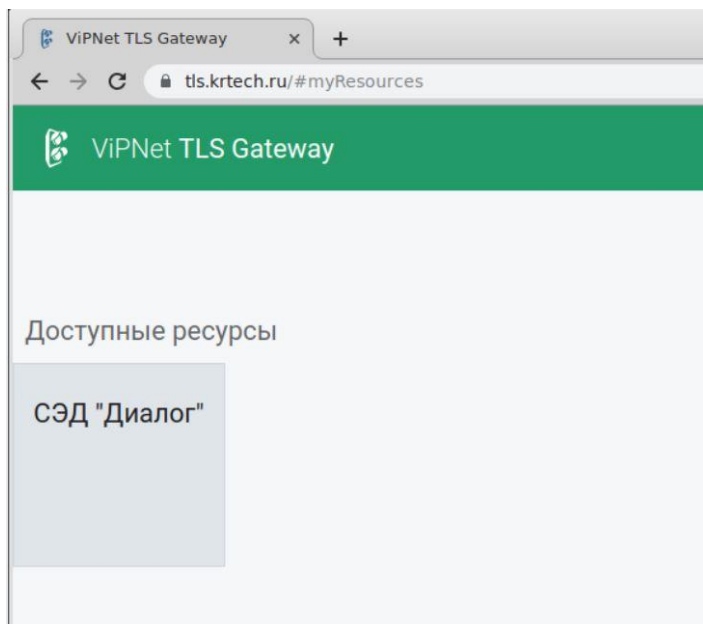 ViPNet TLS Gateway
tls.krtech.ru/#myResources
ViPNet TLS Gateway
Доступные ресурсы
СЭД "Диалог"